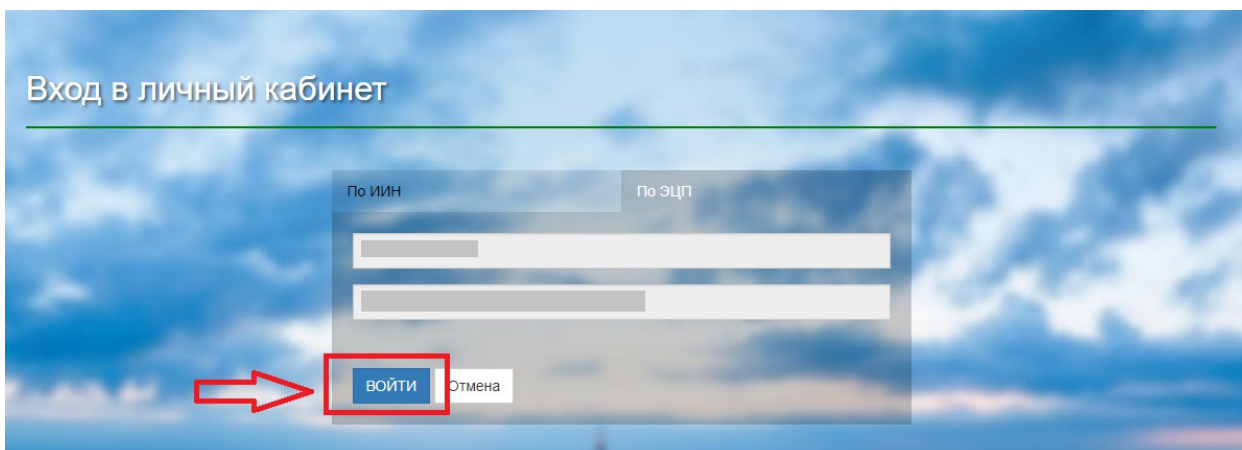 Вход в личный кабинет
По ИИН По ЭЦП
ВОЙТИ Отмена